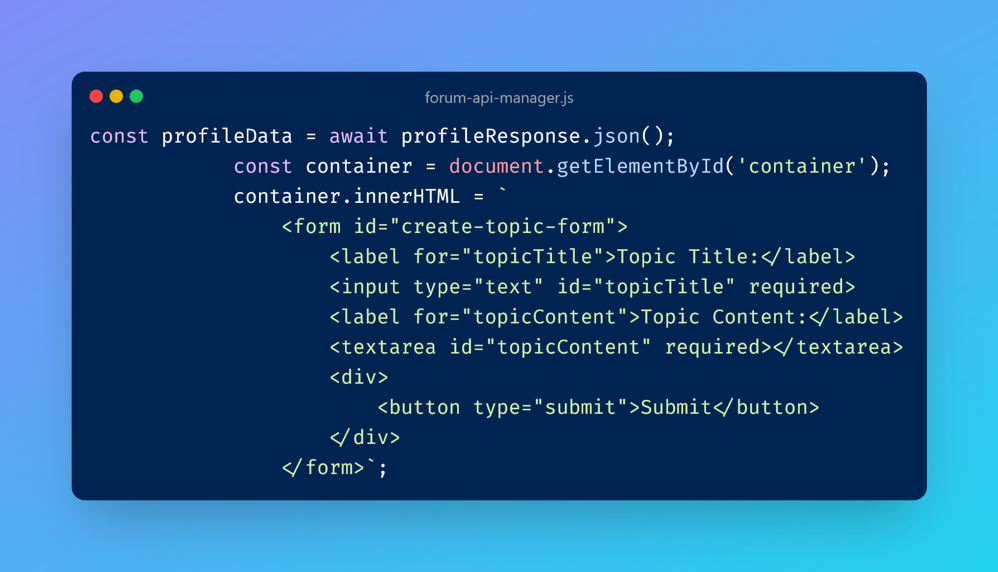 forum-api-manager.js
const profileData = await profileResponse.json();
const container = document.getElementById('container');
container.innerHTML = `
<form id="create-topic-form">
<label for="topicTitle">Topic Title:</label>
<input type="text" id="topicTitle" required>
<label for="topicContent">Topic Content:</label>
<textarea id="topicContent" required></textarea>
<div>
<button type="submit">Submit</button>
</div>
</form>`;